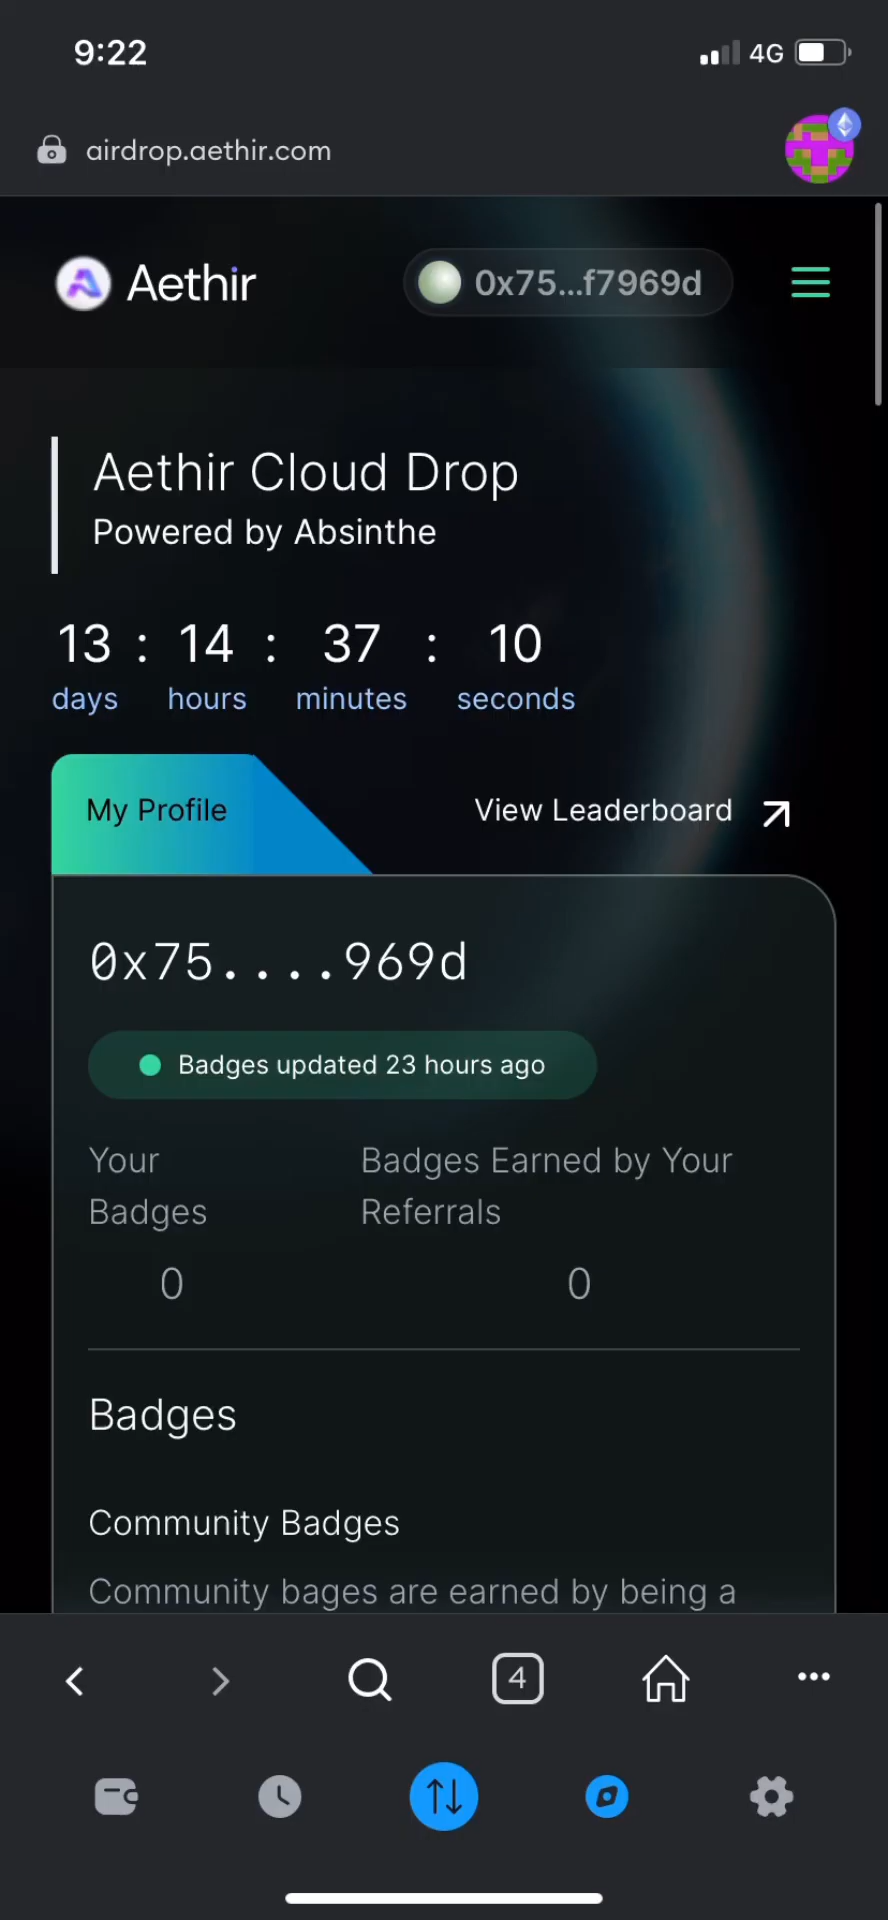 9:22
4G
airdrop.aethir.com
Aethir
0x75...f7969d
Aethir Cloud Drop
Powered by Absinthe
13 : 14 : 37 : 10
days hours minutes seconds
My Profile
View Leaderboard
0x75....969d
Badges updated 23 hours ago
Your Badges Earned by Your
Badges Referrals
0 0
Badges
Community Badges
Community bages are earned by being a
4